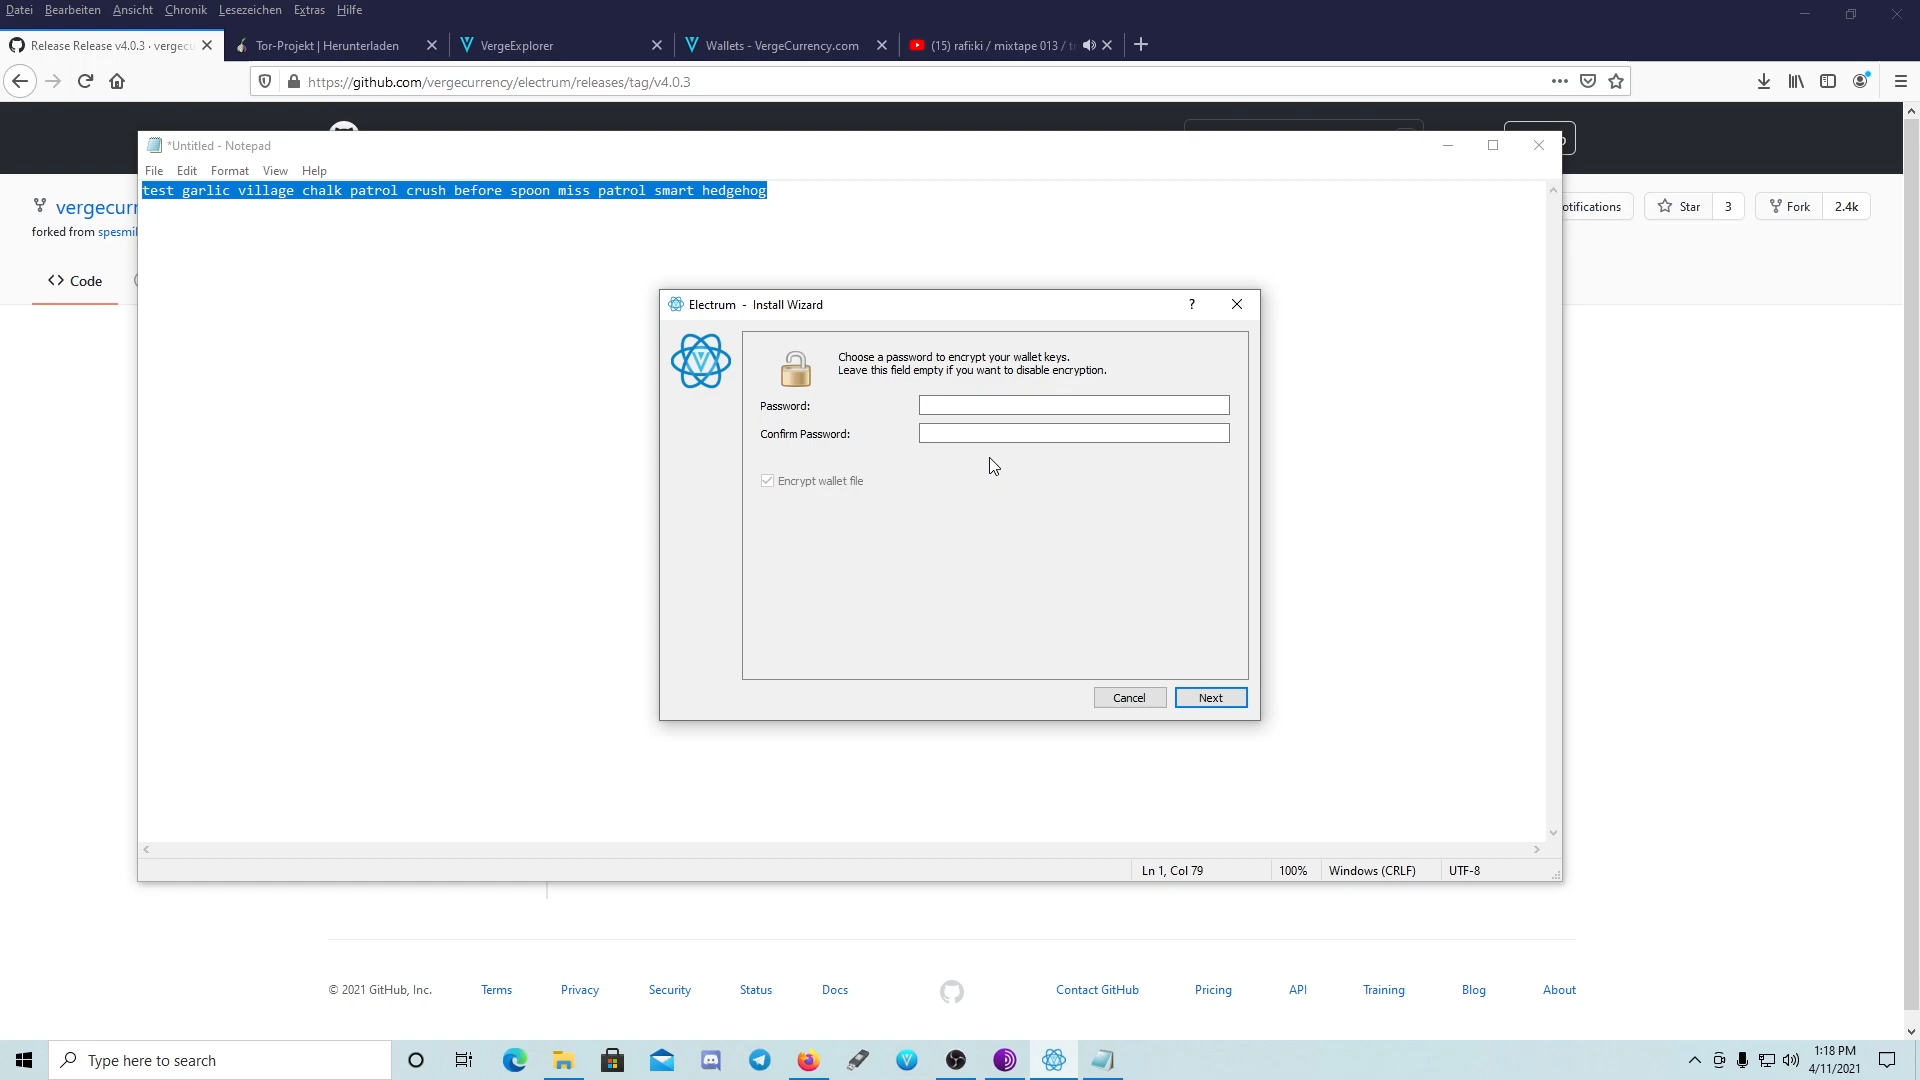 Datei Bearbeiten Ansicht Chronik Lesezeichen Extras Hilfe
Release Release v4.0.3 · vergecu
Tor-Projekt | Herunterladen
VergeExplorer
Wallets - VergeCurrency.com
(15) rafi:ki / mixtape 013 / t
https://github.com/vergecurrency/electrum/releases/tag/v4.0.3
*Untitled - Notepad
File Edit Format View Help
test garlic village chalk patrol crush before spoon miss patrol smart hedgehog
vergecurr
otifications
Star 3
Fork 2.4k
forked from spesmil
Code
Electrum - Install Wizard
?
Choose a password to encrypt your wallet keys.
Leave this field empty if you want to disable encryption.
Password:
Confirm Password:
Encrypt wallet file
Cancel Next
Ln 1, Col 79 100% Windows (CRLF) UTF-8
© 2021 GitHub, Inc. Terms Privacy Security Status Docs Contact GitHub Pricing API Training Blog About
Type here to search
1:18 PM
4/11/2021